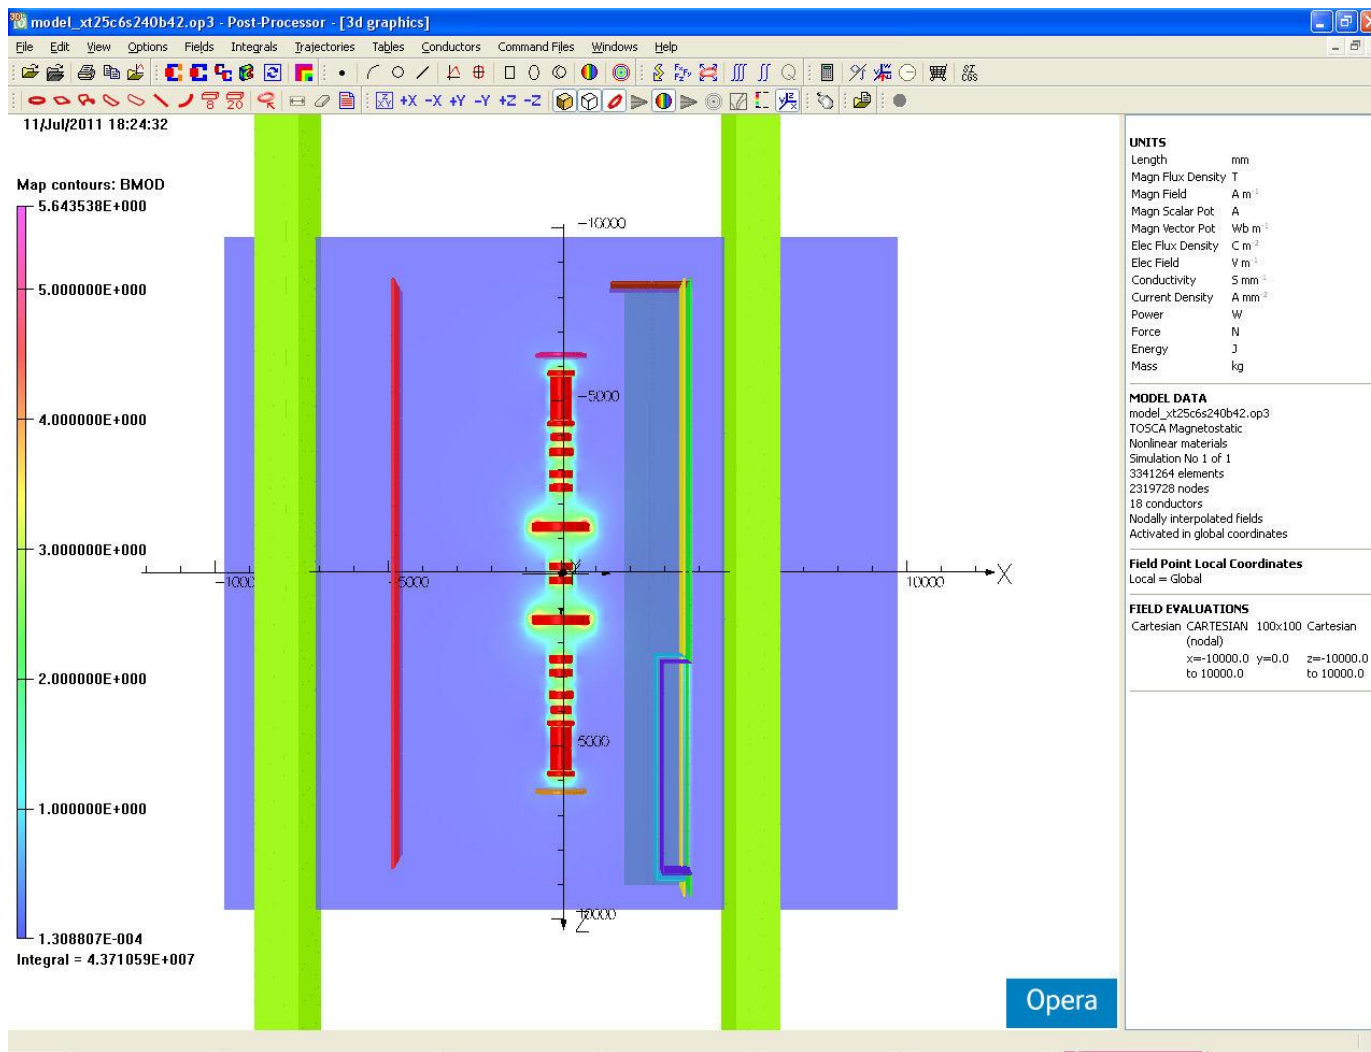 model_xt25c6s240b42.op3 - Post-Processor - [3d graphics]
File Edit View Options Fields Integrals Trajectories Tables Conductors Command Files Windows Help
+X -X +Y -Y +Z -Z
11/Jul/2011 18:24:32
Map contours: BMOD
5.643538E+000
5.000000E+000
4.000000E+000
3.000000E+000
2.000000E+000
1.000000E+000
1.308807E-004
Integral = 4.371059E+007
-10000
-5000
-1000
-5000
Y
10000
X
5000
10000
Z
UNITS
Length mm
Magn Flux Density T
Magn Field A m⁻¹
Magn Scalar Pot A
Magn Vector Pot Wb m⁻¹
Elec Flux Density C m⁻²
Elec Field V m⁻¹
Conductivity S mm⁻¹
Current Density A mm⁻²
Power W
Force N
Energy J
Mass kg
MODEL DATA
model_xt25c6s240b42.op3
TOSCA Magnetostatic
Nonlinear materials
Simulation No 1 of 1
3341264 elements
2319728 nodes
18 conductors
Nodally interpolated fields
Activated in global coordinates
Field Point Local Coordinates
Local = Global
FIELD EVALUATIONS
Cartesian CARTESIAN 100x100 Cartesian
(nodal)
x=-10000.0 y=0.0 z=-10000.0
to 10000.0 to 10000.0
Opera